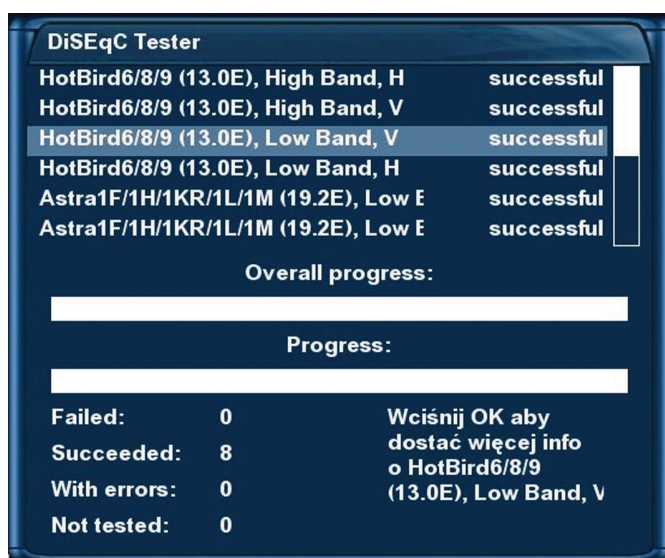 DiSEqC Tester
HotBird6/8/9 (13.0E), High Band, H successful
HotBird6/8/9 (13.0E), High Band, V successful
HotBird6/8/9 (13.0E), Low Band, V successful
HotBird6/8/9 (13.0E), Low Band, H successful
Astra1F/1H/1KR/1L/1M (19.2E), Low E successful
Astra1F/1H/1KR/1L/1M (19.2E), Low E successful
Overall progress:
Progress:
Failed: 0
Succeeded: 8
With errors: 0
Not tested: 0
Wciśnij OK aby
dostać więcej info
o HotBird6/8/9
(13.0E), Low Band, V